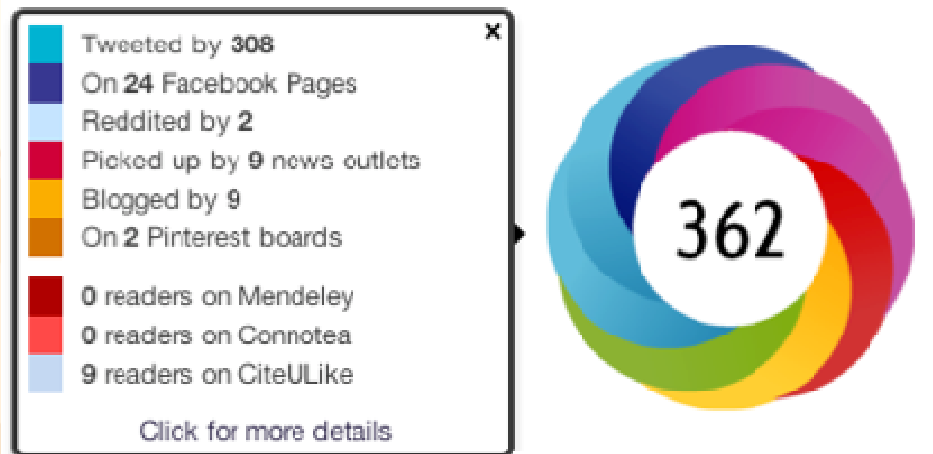 Tweeted by 308
On 24 Facebook Pages
Reddited by 2
Picked up by 9 news outlets
Blogged by 9
On 2 Pinterest boards
0 readers on Mendeley
0 readers on Connotea
9 readers on CiteULike
Click for more details
362